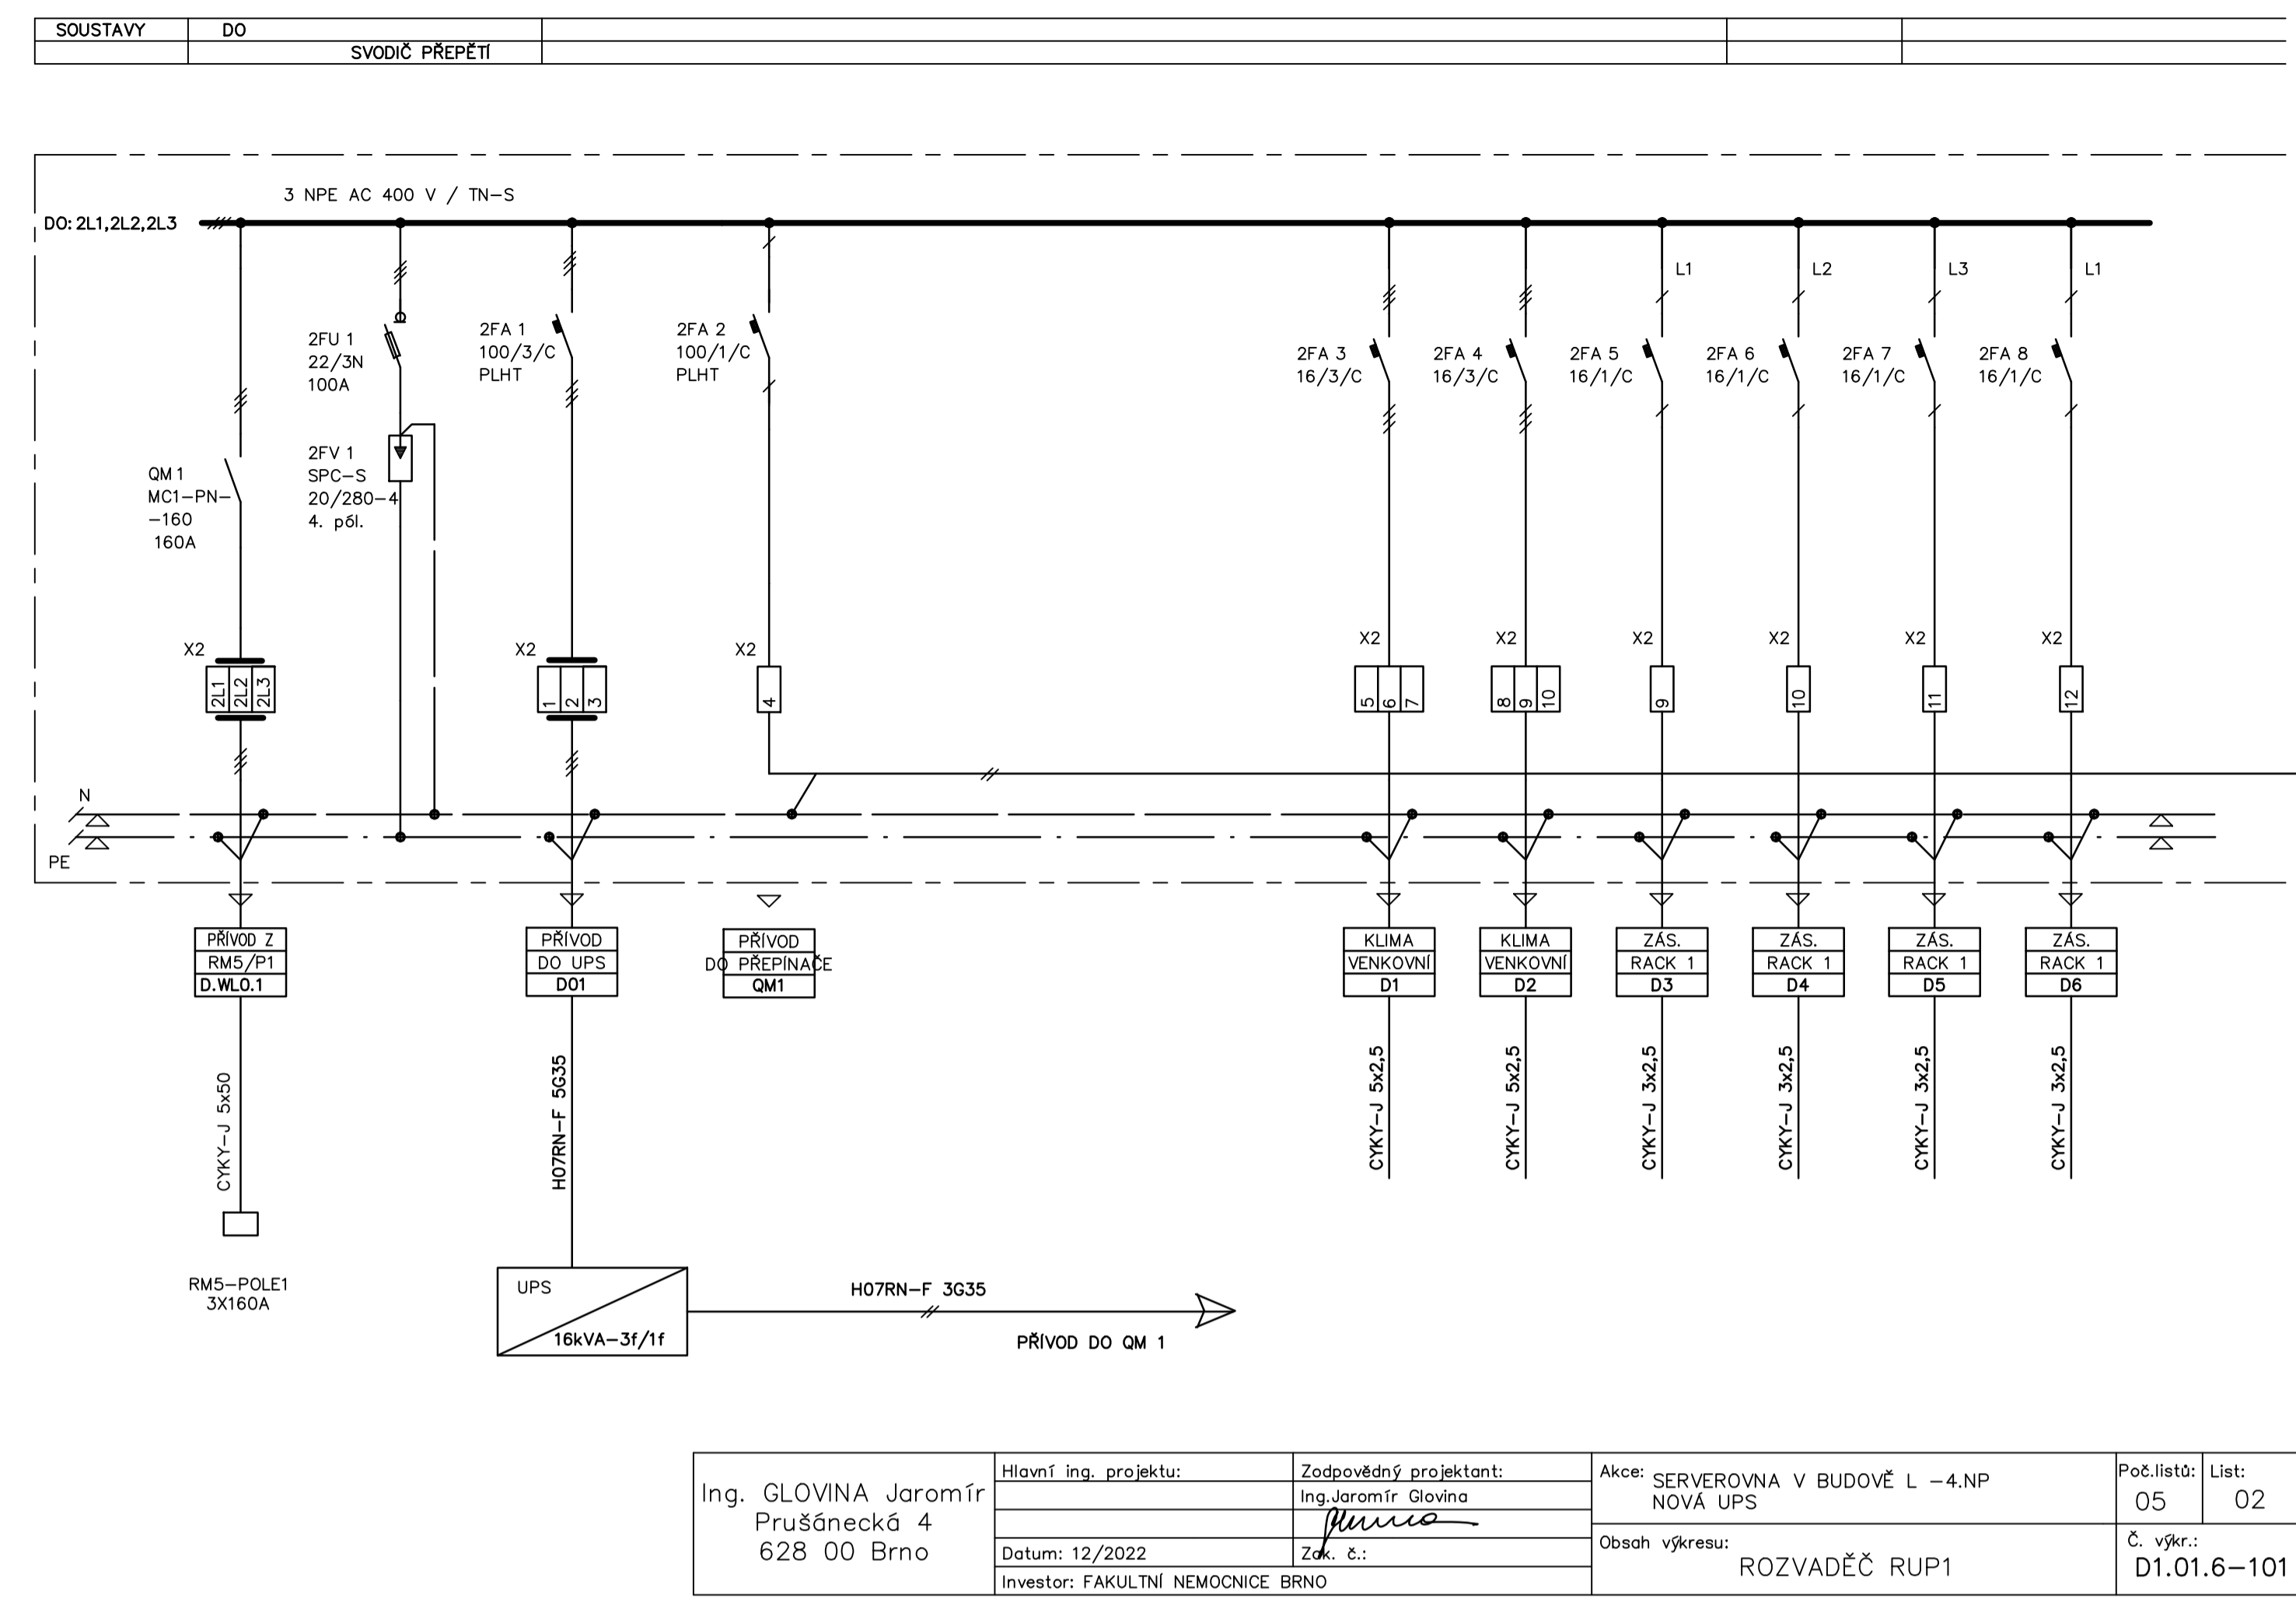 SOUSTAVY DO
SVODIČ PŘEPĚTÍ
3 NPE AC 400 V / TN-S
DO: 2L1,2L2,2L3
L1 L2 L3 L1
2FU 1
22/3N
100A
2FA 1
100/3/C
PLHT
2FA 2
100/1/C
PLHT
2FA 3
16/3/C
2FA 4
16/3/C
2FA 5
16/1/C
2FA 6
16/1/C
2FA 7
16/1/C
2FA 8
16/1/C
QM1
MC1-PN-
-160
160A
2FV 1
SPC-S
20/280-4
4. pól.
X2 X2 X2 X2 X2 X2 X2 X2 X2
2L1 2L2 2L3 1 2 3 4 5 6 7 8 9 10 9 10 11 12
N
PE
PŘÍVOD Z
RM5/P1
D.WLO.1
PŘÍVOD
DO UPS
DO1
PŘÍVOD
DO PŘEPÍNAČE
QM1
KLIMA
VENKOVNÍ
D1
KLIMA
VENKOVNÍ
D2
ZÁS.
RACK 1
D3
ZÁS.
RACK 1
D4
ZÁS.
RACK 1
D5
ZÁS.
RACK 1
D6
CYKY-J 5x50
H07RN-F 5G35
CYKY-J 5x2,5
CYKY-J 5x2,5
CYKY-J 3x2,5
CYKY-J 3x2,5
CYKY-J 3x2,5
CYKY-J 3x2,5
RM5-POLE1
3X160A
UPS
16kVA-3f/1f
H07RN-F 3G35
PŘÍVOD DO QM 1
Ing. GLOVINA Jaromír
Prušánecká 4
628 00 Brno
Hlavní ing. projektu:
Zodpovědný projektant:
Ing.Jaromír Glovina
Datum: 12/2022
Zak. č.:
Investor: FAKULTNÍ NEMOCNICE BRNO
Akce: SERVEROVNA V BUDOVĚ L -4.NP
NOVÁ UPS
Obsah výkresu:
ROZVADĚČ RUP1
Poč.listů:
05
List:
02
Č. výkr.:
D1.01.6-101